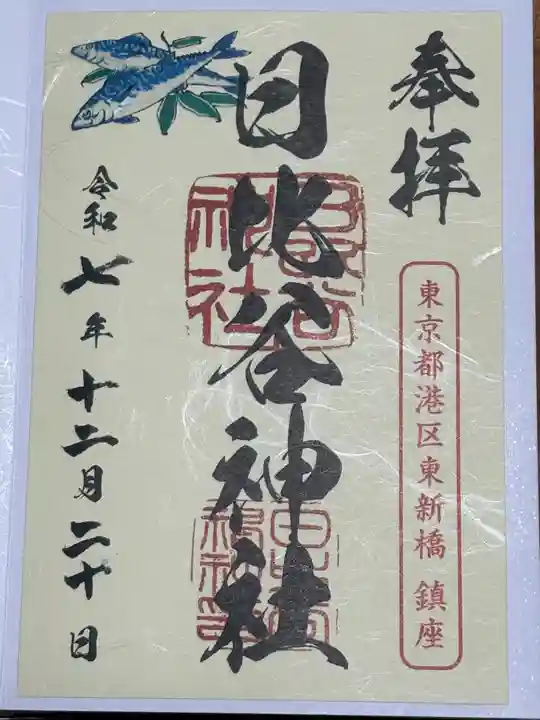 奉拝
東京都港区東新橋 鎮座
日比谷神社
令和七年十二月二十日